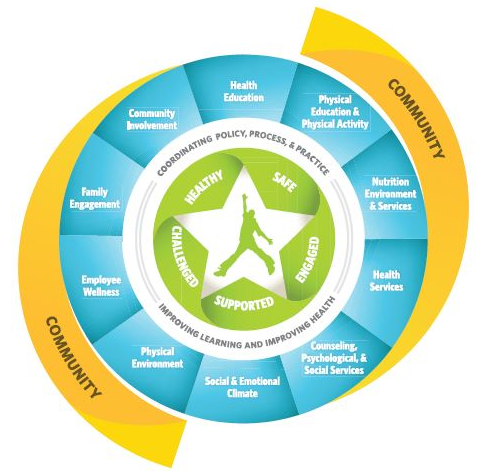 COMMUNITY
Health
Education
Physical
Education &
Physical Activity
Nutrition
Environment
& Services
Health
Services
Counseling,
Psychological, &
Social Services
Social & Emotional
Climate
Physical
Environment
Employee
Wellness
Family
Engagement
Community
Involvement
COORDINATING POLICY, PROCESS, & PRACTICE
IMPROVING LEARNING AND IMPROVING HEALTH
HEALTHY
SAFE
ENGAGED
SUPPORTED
CHALLENGED
COMMUNITY